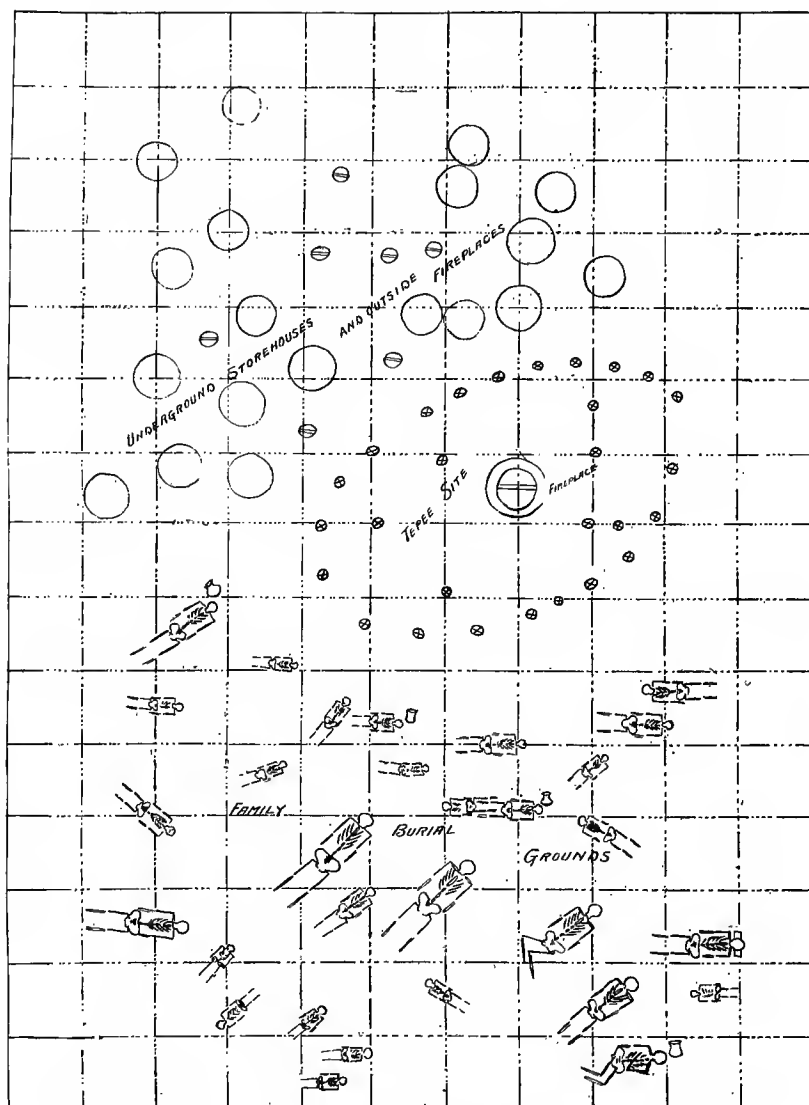 UNDERGROUND STOREHOUSES AND OUTSIDE FIREPLACES
TEPEE SITE
FIREPLACE
FAMILY BURIAL GROUNDS